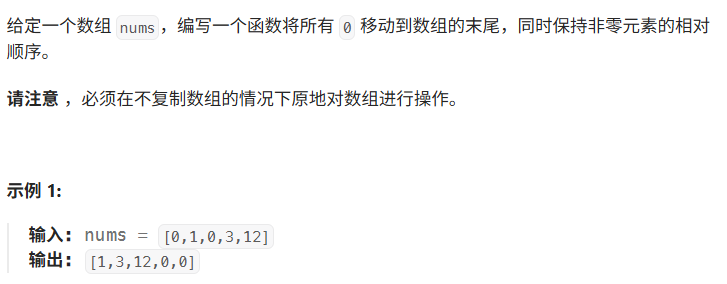 给定一个数组 nums，编写一个函数将所有 0 移动到数组的末尾，同时保持非零元素的相对
顺序。
请注意 ，必须在不复制数组的情况下原地对数组进行操作。
示例 1:
输入: nums = [0,1,0,3,12]
输出: [1,3,12,0,0]